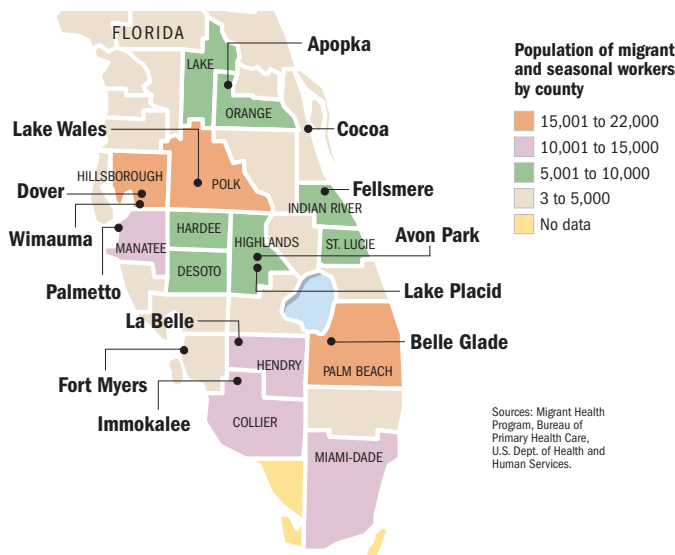 FLORIDA
Apopka
LAKE
ORANGE
Lake Wales
Cocoa
HILLSBOROUGH
POLK
Dover
Fellsmere
INDIAN RIVER
Wimauma
HARDEE
HIGHLANDS
Avon Park
MANATEE
ST. LUCIE
DESOTO
Palmetto
Lake Placid
La Belle
Belle Glade
HENDRY
PALM BEACH
Fort Myers
Immokalee
COLLIER
MIAMI-DADE
Population of migrant
and seasonal workers
by county
15,001 to 22,000
10,001 to 15,000
5,001 to 10,000
3 to 5,000
No data
Sources: Migrant Health
Program, Bureau of
Primary Health Care,
U.S. Dept. of Health and
Human Services.